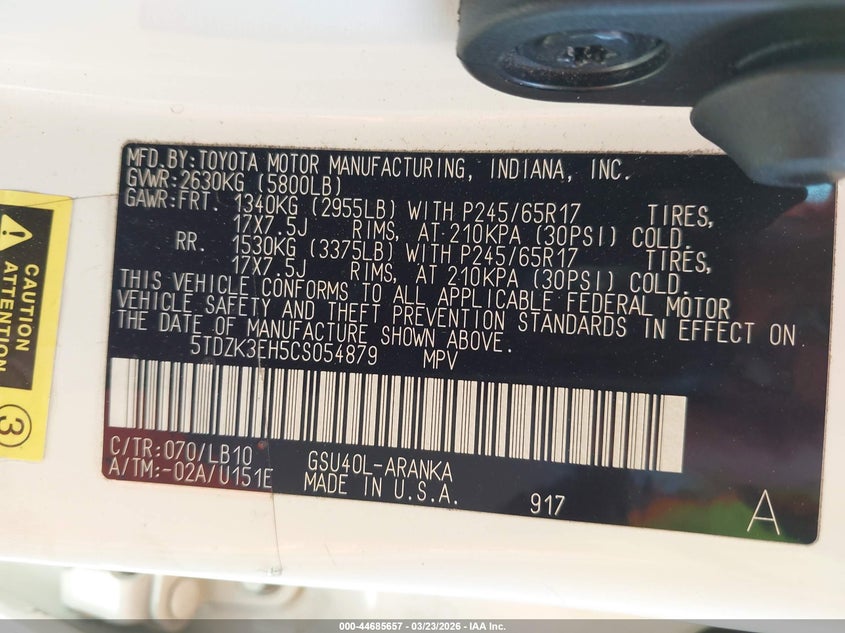 MFD.BY:TOYOTA MOTOR MANUFACTURING, INDIANA, INC.
GVWR:2630KG (5800LB)
GAWR:FRT. 1340KG (2955LB) WITH P245/65R17 TIRES,
17X7.5J RIMS, AT 210KPA (30PSI) COLD.
RR. 1530KG (3375LB) WITH P245/65R17 TIRES,
17X7.5J RIMS, AT 210KPA (30PSI) COLD.
THIS VEHICLE CONFORMS TO ALL APPLICABLE FEDERAL MOTOR
VEHICLE SAFETY AND THEFT PREVENTION STANDARDS IN EFFECT ON
THE DATE OF MANUFACTURE SHOWN ABOVE.
5TDZK3EH5CS054879 MPV
C/TR:070/LB10 GSU40L-ARANKA
A/TM:-02A/U151E MADE IN U.S.A. 917 A
CAUTION
ATTENTION
3
000-44685657 | 03/23/2026 - IAA Inc.